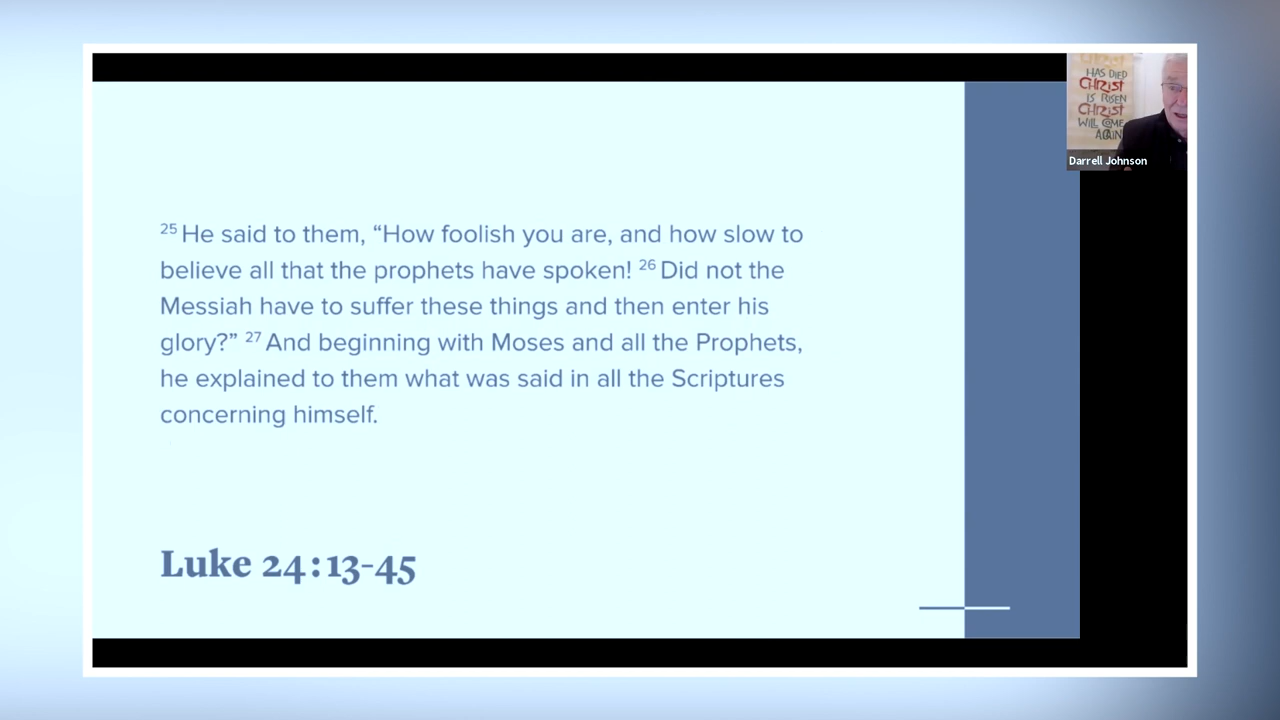 25 He said to them, “How foolish you are, and how slow to
believe all that the prophets have spoken! 26 Did not the
Messiah have to suffer these things and then enter his
glory?” 27 And beginning with Moses and all the Prophets,
he explained to them what was said in all the Scriptures
concerning himself.
Luke 24:13-45
CHRIST
HAS DIED
CHRIST
IS RISEN
CHRIST
WILL COME
AGAIN
Darrell Johnson